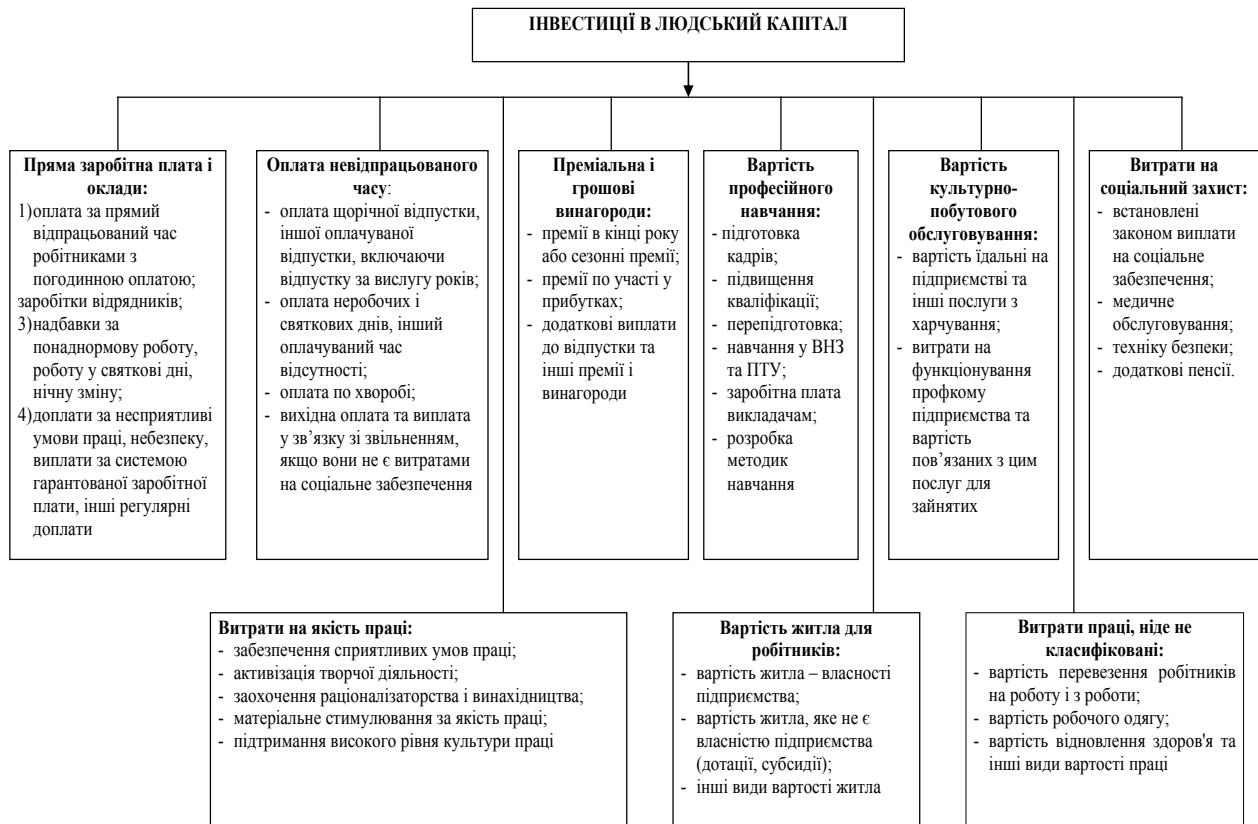 ІНВЕСТИЦІЇ В ЛЮДСЬКИЙ КАПІТАЛ
Пряма заробітна плата і
оклади:
1)оплата за прямий
відпрацьований час
робітниками з
погодинною оплатою;
заробітки відрядників;
3)надбавки за
понаднормову роботу,
роботу у святкові дні,
нічну зміну;
4)доплати за несприятливі
умови праці, небезпеку,
виплати за системою
гарантованої заробітної
плати, інші регулярні
доплати
Оплата невідпрацьованого
часу:
- оплата щорічної відпустки,
іншої оплачуваної
відпустки, включаючи
відпустку за вислугу років;
- оплата неробочих і
святкових днів, інший
оплачуваний час
відсутності;
- оплата по хворобі;
- вихідна оплата та виплата
у зв’язку зі звільненням,
якщо вони не є витратами
на соціальне забезпечення
Преміальна і
грошові
винагороди:
- премії в кінці року
або сезонні премії;
- премії по участі у
прибутках;
- додаткові виплати
до відпустки та
інші премії і
винагороди
Вартість
професійного
навчання:
- підготовка
кадрів;
- підвищення
кваліфікації;
- перепідготовка;
- навчання у ВНЗ
та ПТУ;
- заробітна плата
викладачам;
- розробка
методик
навчання
Вартість
культурно-
побутового
обслуговування:
- вартість їдальні на
підприємстві та
інші послуги з
харчування;
- витрати на
функціонування
профкому
підприємства та
вартість
пов’язаних з цим
послуг для
зайнятих
Витрати на
соціальний захист:
- встановлені
законом виплати
на соціальне
забезпечення;
- медичне
обслуговування;
- техніку безпеки;
- додаткові пенсії.
Витрати на якість праці:
- забезпечення сприятливих умов праці;
- активізація творчої діяльності;
- заохочення раціоналізаторства і винахідництва;
- матеріальне стимулювання за якість праці;
- підтримання високого рівня культури праці
Вартість житла для
робітників:
- вартість житла – власності
підприємства;
- вартість житла, яке не є
власністю підприємства
(дотації, субсидії);
- інші види вартості житла
Витрати праці, ніде не
класифіковані:
- вартість перевезення робітників
на роботу і з роботи;
- вартість робочого одягу;
- вартість відновлення здоров'я та
інші види вартості праці